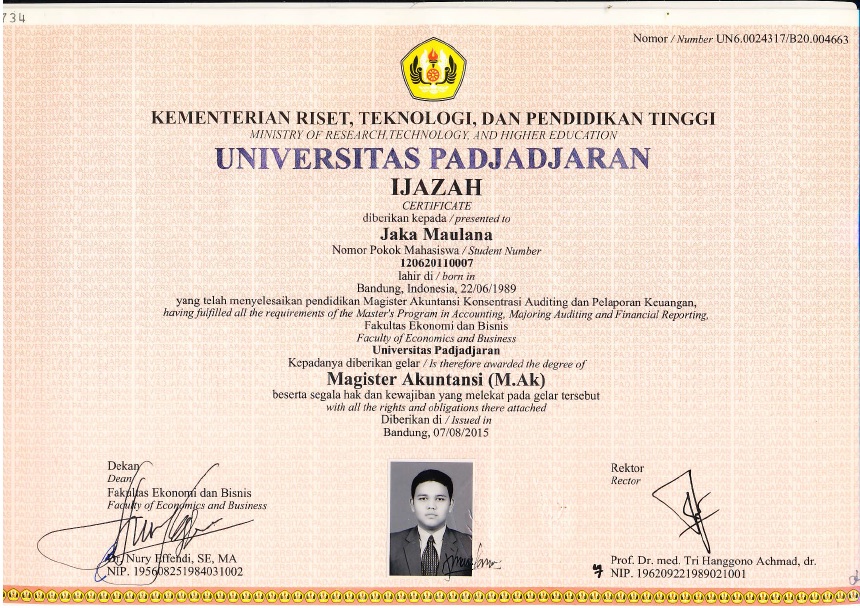 734
Nomor / Number UN6.0024317/B20.004663
KEMENTERIAN RISET, TEKNOLOGI, DAN PENDIDIKAN TINGGI
MINISTRY OF RESEARCH,TECHNOLOGY, AND HIGHER EDUCATION
UNIVERSITAS PADJADJARAN
IJAZAH
CERTIFICATE
diberikan kepada / presented to
Jaka Maulana
Nomor Pokok Mahasiswa / Student Number
120620110007
lahir di / born in
Bandung, Indonesia, 22/06/1989
yang telah menyelesaikan pendidikan Magister Akuntansi Konsentrasi Auditing dan Pelaporan Keuangan,
having fulfilled all the requirements of the Master's Program in Accounting, Majoring Auditing and Financial Reporting,
Fakultas Ekonomi dan Bisnis
Faculty of Economics and Business
Universitas Padjadjaran
Kepadanya diberikan gelar / Is therefore awarded the degree of
Magister Akuntansi (M.Ak)
beserta segala hak dan kewajiban yang melekat pada gelar tersebut
with all the rights and obligations there attached
Diberikan di / Issued in
Bandung, 07/08/2015
Dekan
Dean
Fakultas Ekonomi dan Bisnis
Faculty of Economics and Business
Dr. Nury Effendi, SE, MA
NIP. 195608251984031002
Rektor
Rector
Prof. Dr. med. Tri Hanggono Achmad, dr.
NIP. 196209221989021001